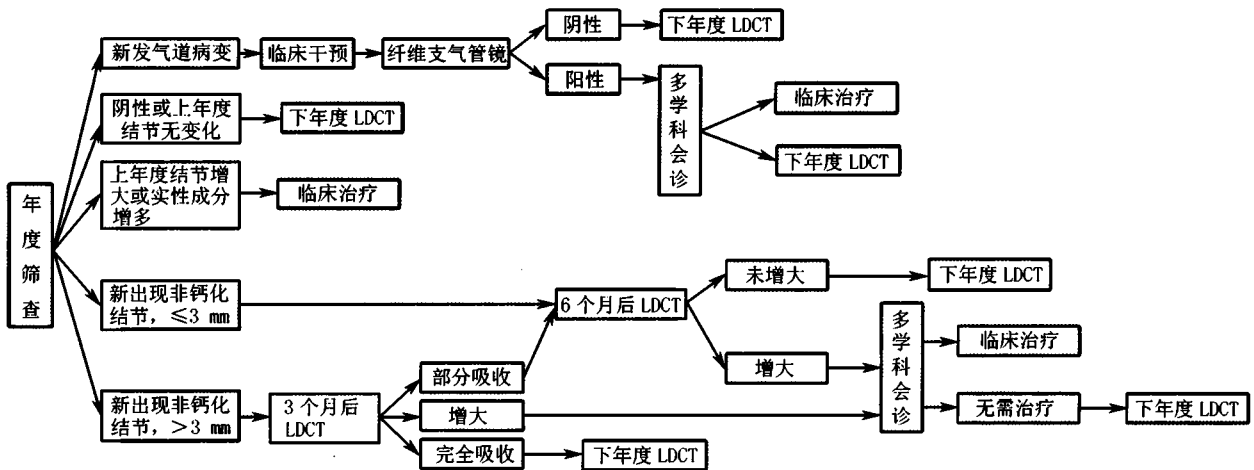 年度筛查
新发气道病变
临床干预
纤维支气管镜
阴性
下年度 LDCT
阳性
多学科会诊
临床治疗
下年度 LDCT
阴性或上年度
结节无变化
下年度 LDCT
上年度结节增
大或实性成分
增多
临床治疗
新出现非钙化
结节，≤3 mm
6 个月后 LDCT
未增大
下年度 LDCT
增大
多学科会诊
临床治疗
无需治疗
下年度 LDCT
新出现非钙化
结节，＞3 mm
3 个月后
LDCT
部分吸收
增大
完全吸收
下年度 LDCT